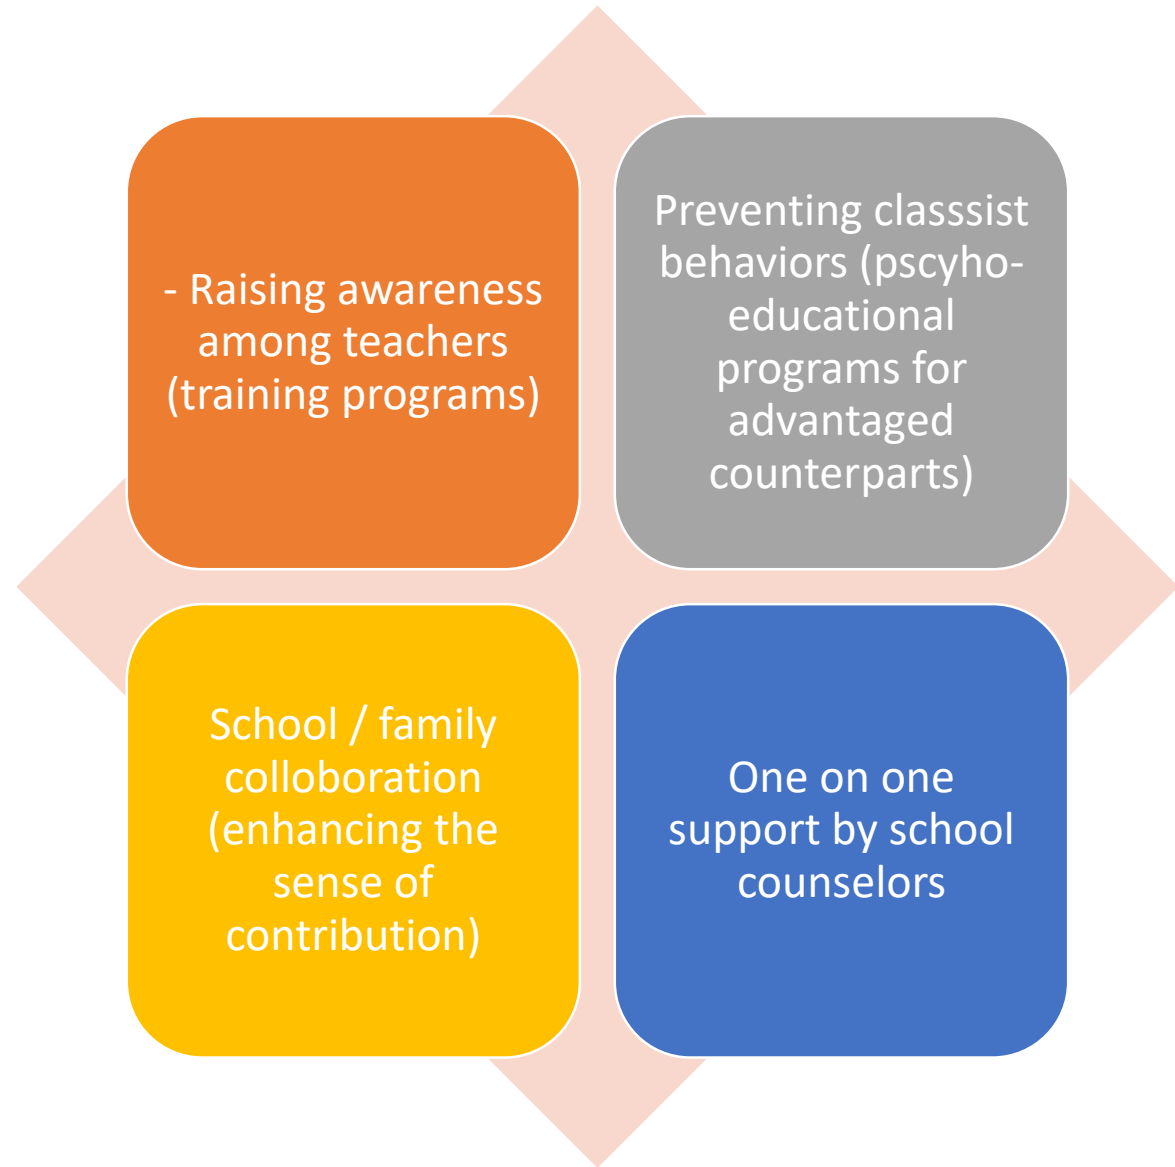 - Raising awareness
among teachers
(training programs)
Preventing classsist
behaviors (pscyho-
educational
programs for
advantaged
counterparts)
School / family
colloboration
(enhancing the
sense of
contribution)
One on one
support by school
counselors